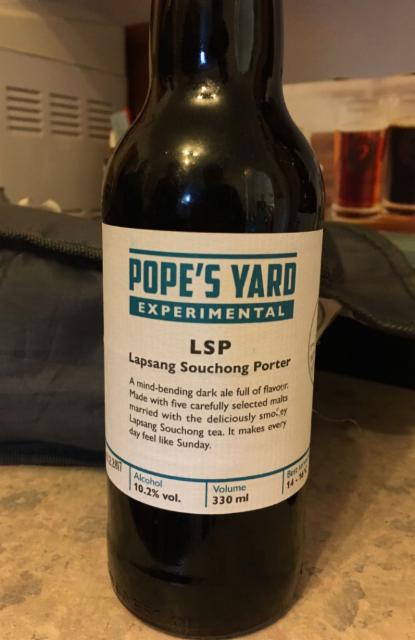 POPE'S YARD
EXPERIMENTAL
LSP
Lapsang Souchong Porter
A mind-bending dark ale full of flavour.
Made with five carefully selected malts
married with the deliciously smokey
Lapsang Souchong tea. It makes every
day feel like Sunday.
Alcohol
10.2% vol.
Volume
330 ml
Best
14 -